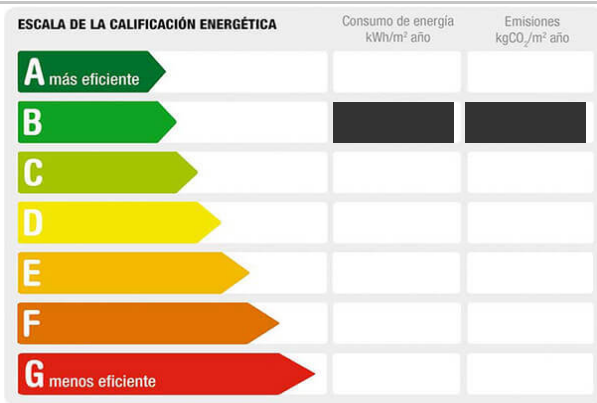 ESCALA DE LA CALIFICACIÓN ENERGÉTICA
Consumo de energía
kWh/m² año
Emisiones
kgCO₂/m² año
A más eficiente
B
C
D
E
F
G menos eficiente